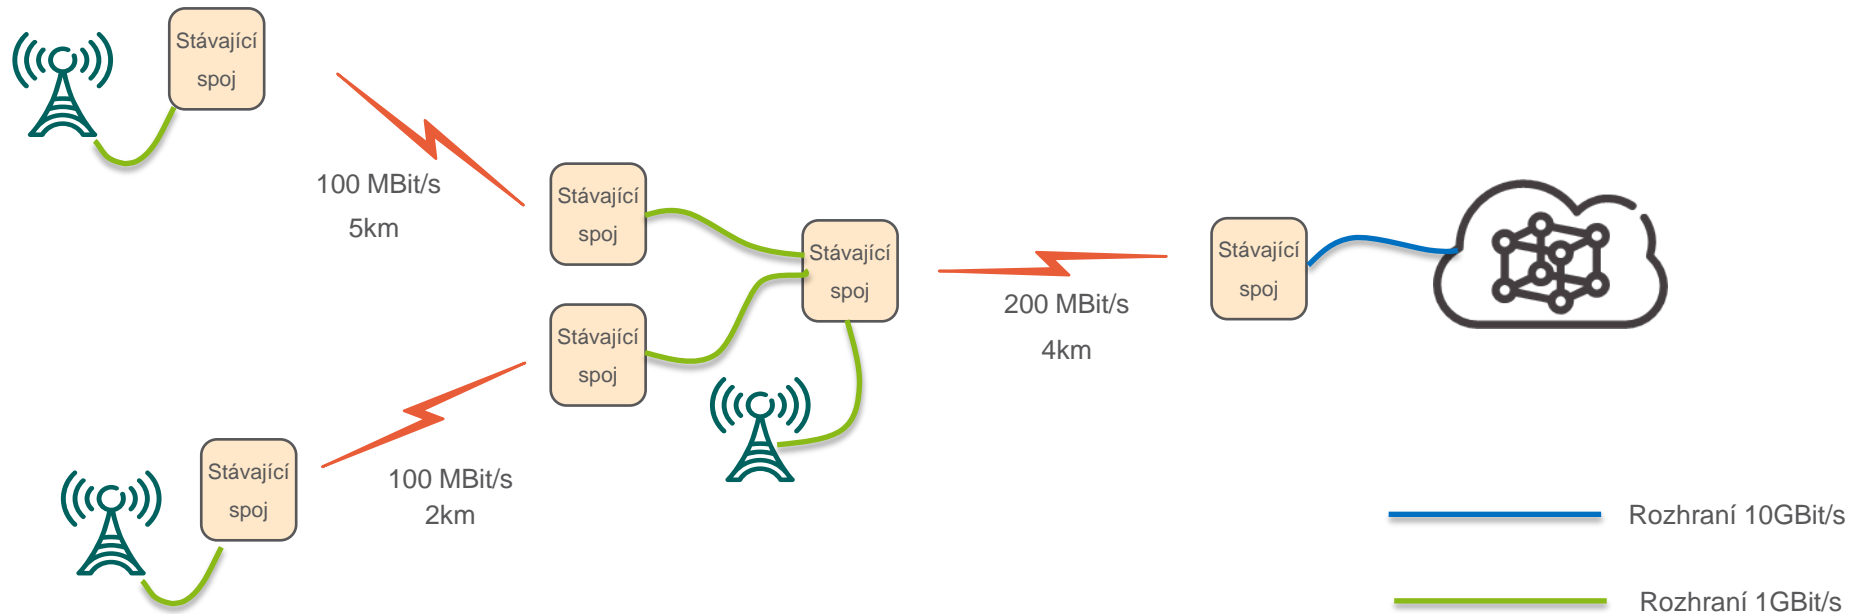 Stávající
spoj
100 MBit/s
5km
Stávající
spoj
Stávající
spoj
Stávající
spoj
200 MBit/s
4km
Stávající
spoj
Stávající
spoj
100 MBit/s
2km
Rozhraní 10GBit/s
Rozhraní 1GBit/s